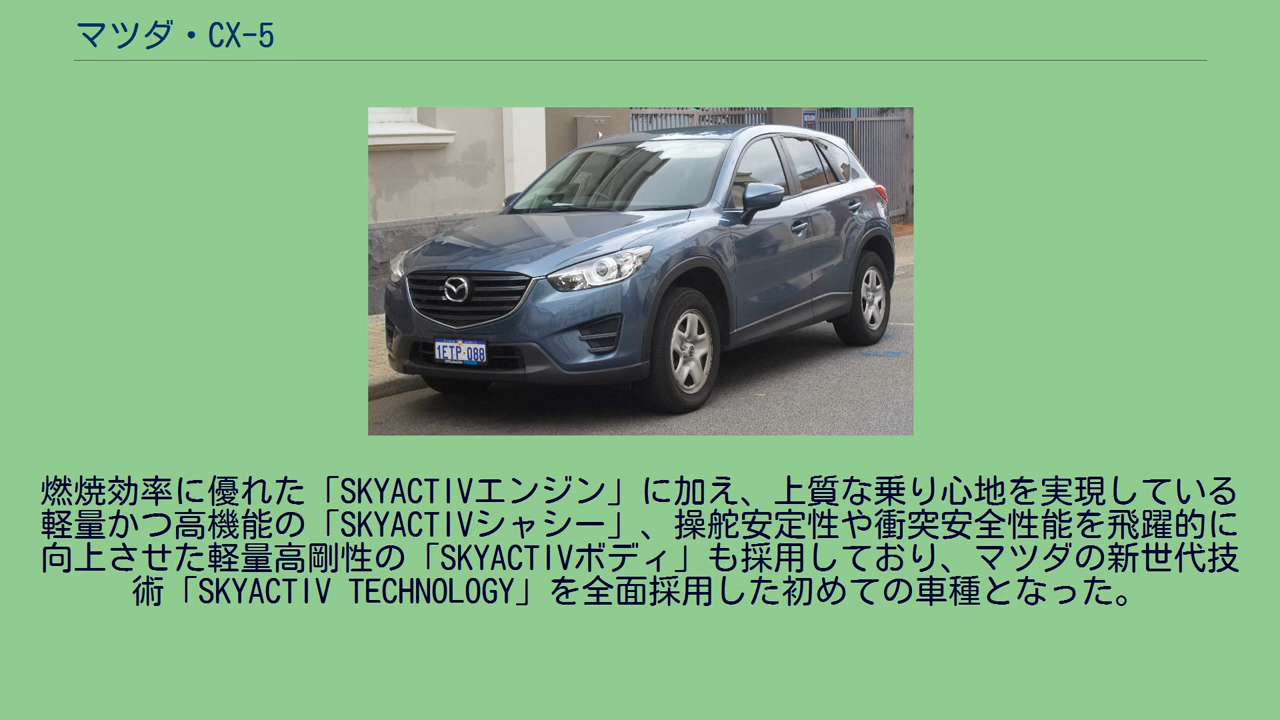 マツダ・CX-5
1ETP-088
燃焼効率に優れた「SKYACTIVエンジン」に加え、上質な乗り心地を実現している
軽量かつ高機能の「SKYACTIVシャシー」、操舵安定性や衝突安全性能を飛躍的に
向上させた軽量高剛性の「SKYACTIVボディ」も採用しており、マツダの新世代技
術「SKYACTIV TECHNOLOGY」を全面採用した初めての車種となった。